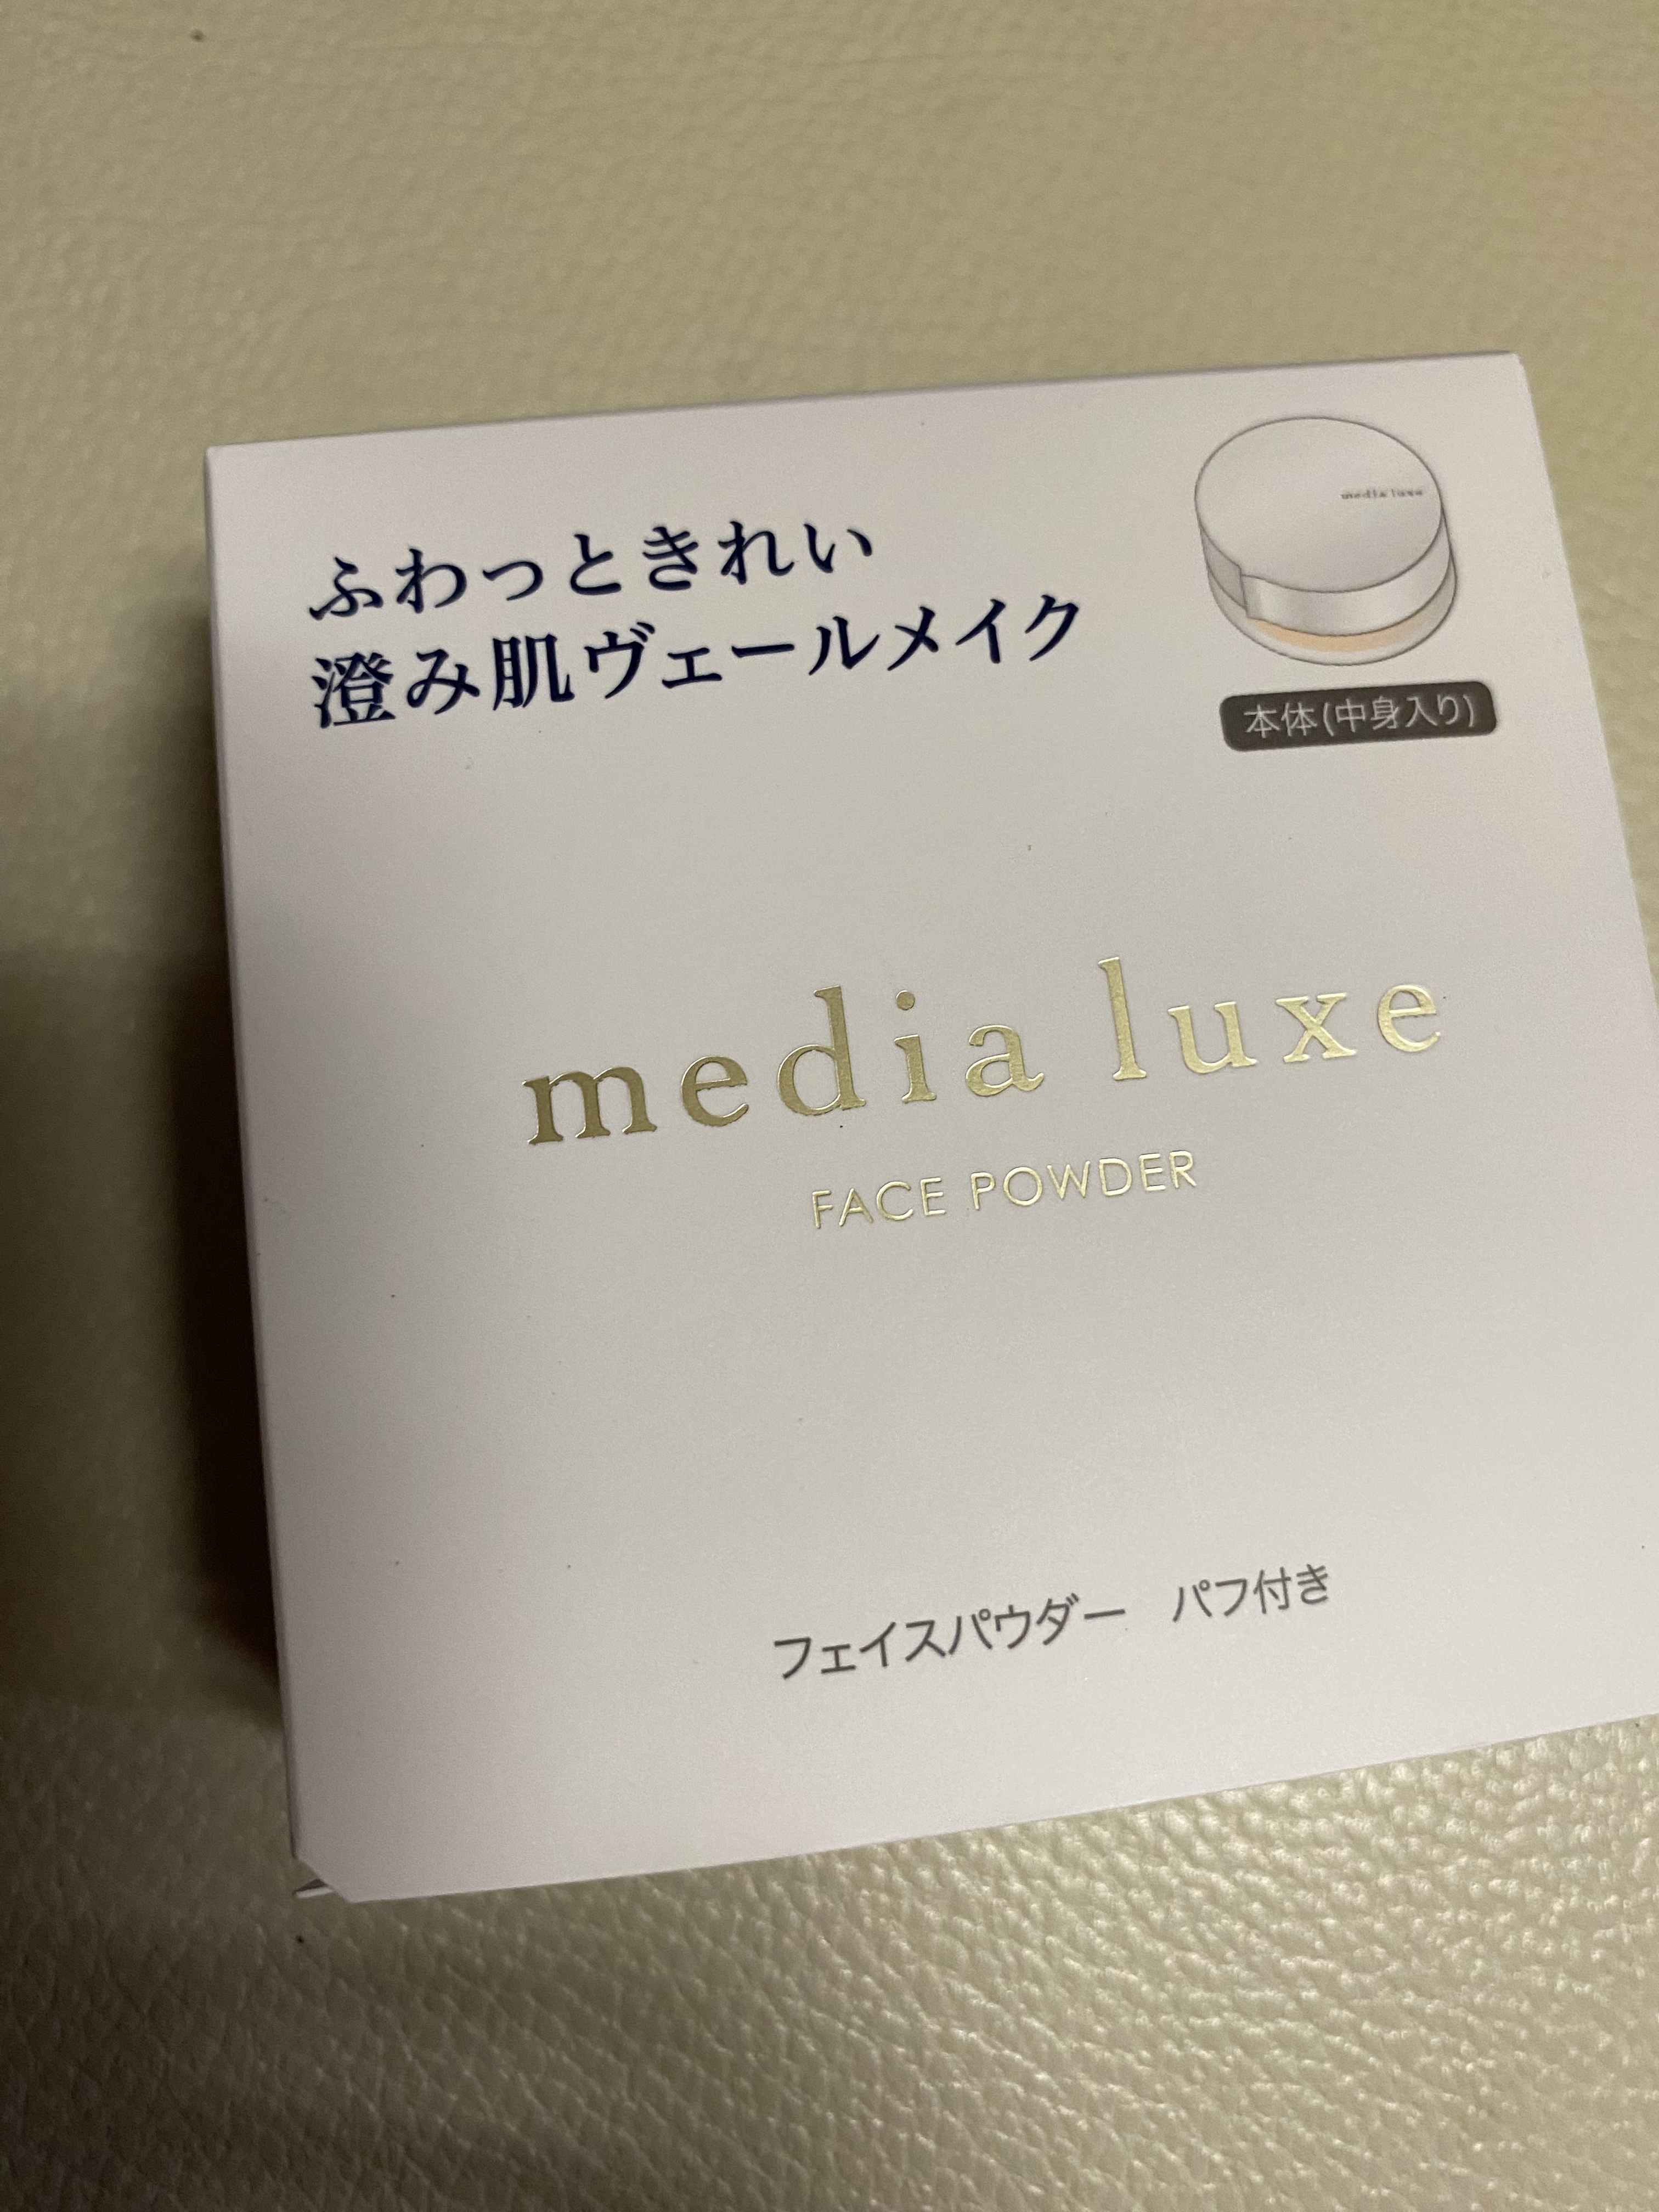 ふわっときれい
澄み肌ヴェールメイク
media luxe
本体(中身入り)
media luxe
FACE POWDER
フェイスパウダー パフ付き